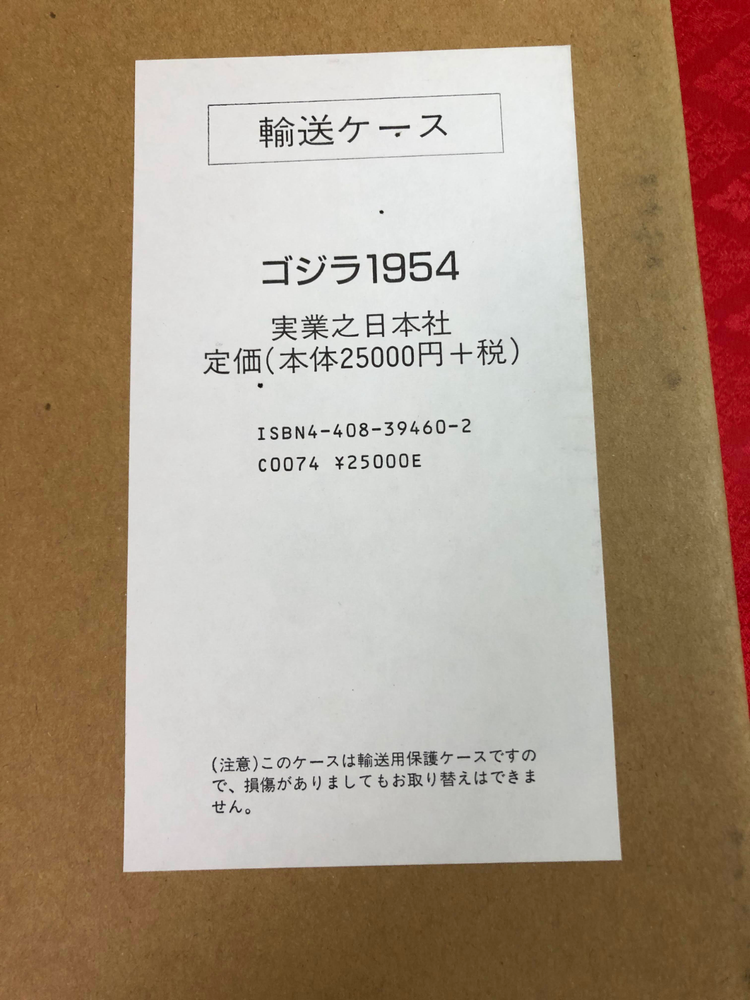 輸送ケース
ゴジラ1954
実業之日本社
定価(本体25000円+税)
ISBN4-408-39460-2
C0074 ¥25000E
(注意)このケースは輸送用保護ケースですの
で、損傷がありましてもお取り替えはできま
せん。